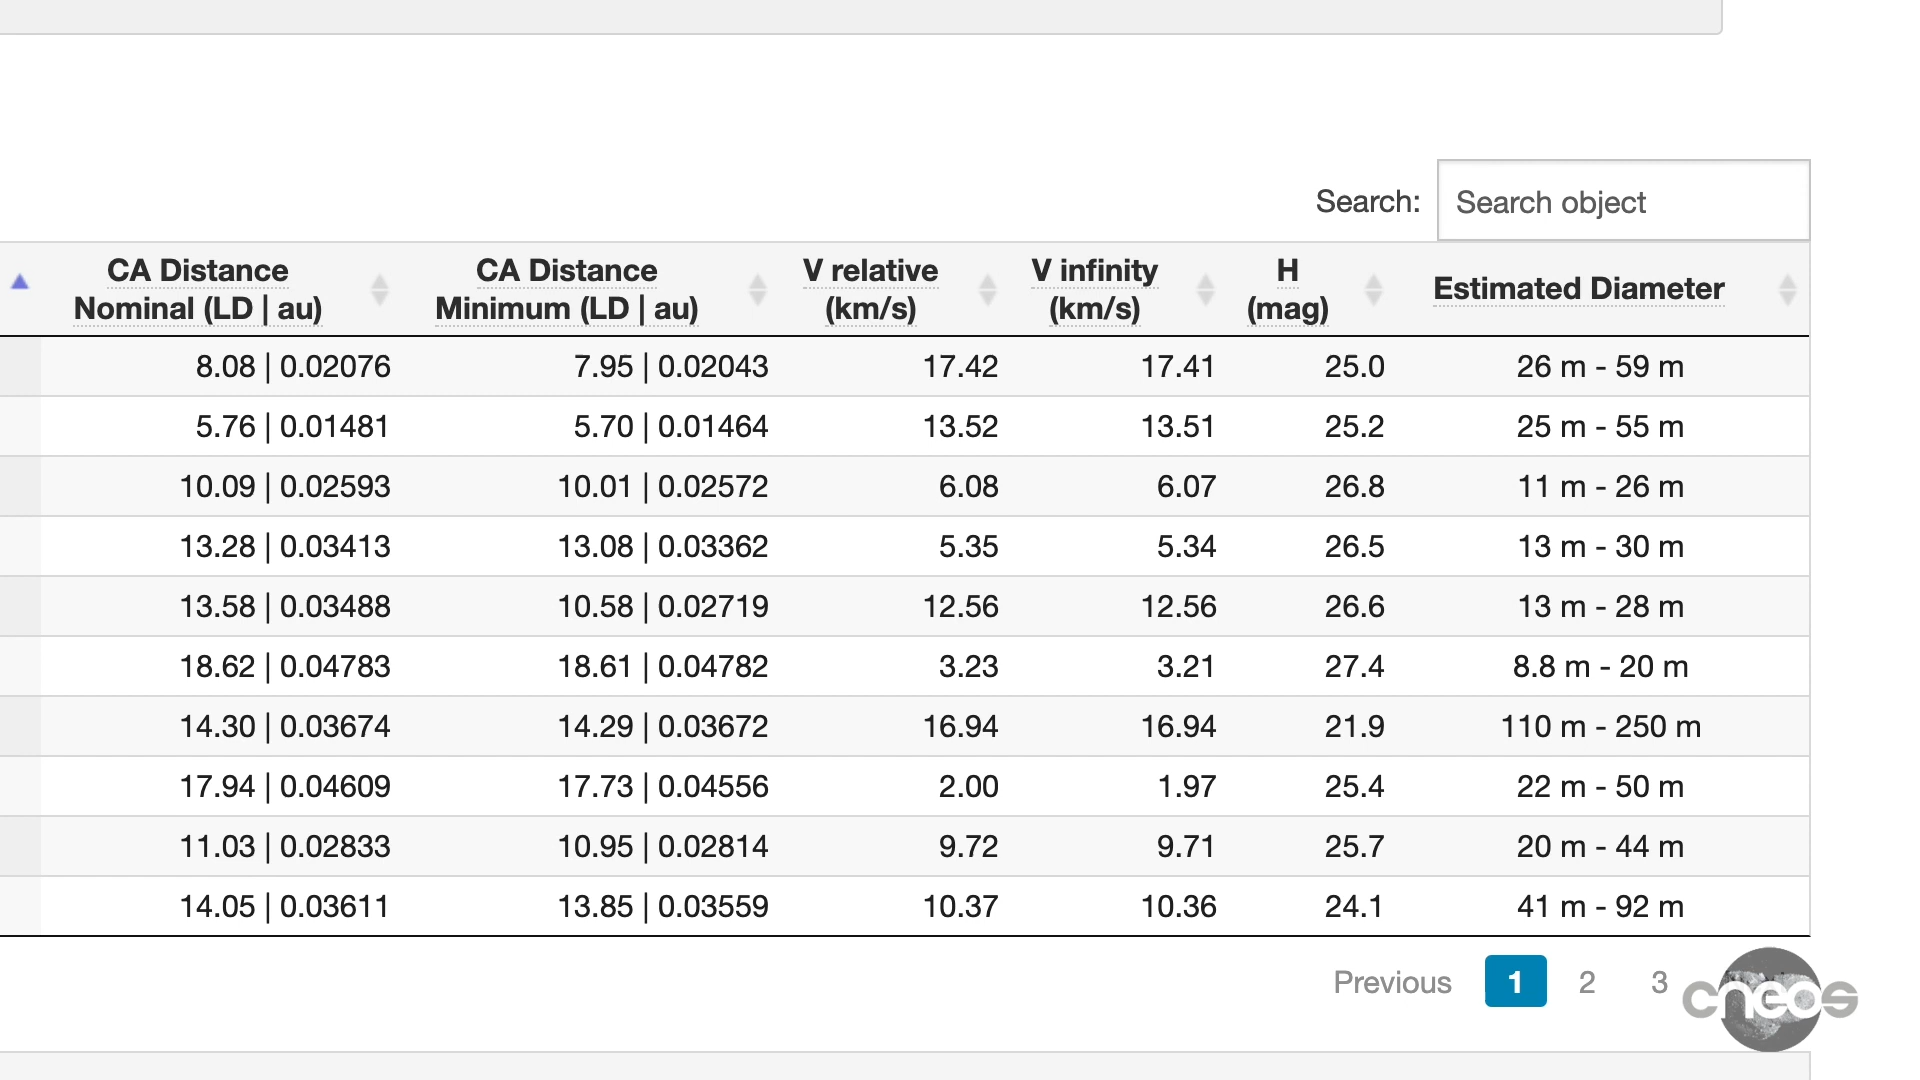 Search: Search object
CA Distance Nominal (LD | au) CA Distance Minimum (LD | au) V relative (km/s) V infinity (km/s) H (mag) Estimated Diameter
8.08 | 0.02076 7.95 | 0.02043 17.42 17.41 25.0 26 m - 59 m
5.76 | 0.01481 5.70 | 0.01464 13.52 13.51 25.2 25 m - 55 m
10.09 | 0.02593 10.01 | 0.02572 6.08 6.07 26.8 11 m - 26 m
13.28 | 0.03413 13.08 | 0.03362 5.35 5.34 26.5 13 m - 30 m
13.58 | 0.03488 10.58 | 0.02719 12.56 12.56 26.6 13 m - 28 m
18.62 | 0.04783 18.61 | 0.04782 3.23 3.21 27.4 8.8 m - 20 m
14.30 | 0.03674 14.29 | 0.03672 16.94 16.94 21.9 110 m - 250 m
17.94 | 0.04609 17.73 | 0.04556 2.00 1.97 25.4 22 m - 50 m
11.03 | 0.02833 10.95 | 0.02814 9.72 9.71 25.7 20 m - 44 m
14.05 | 0.03611 13.85 | 0.03559 10.37 10.36 24.1 41 m - 92 m
Previous 1 2 3
cneos